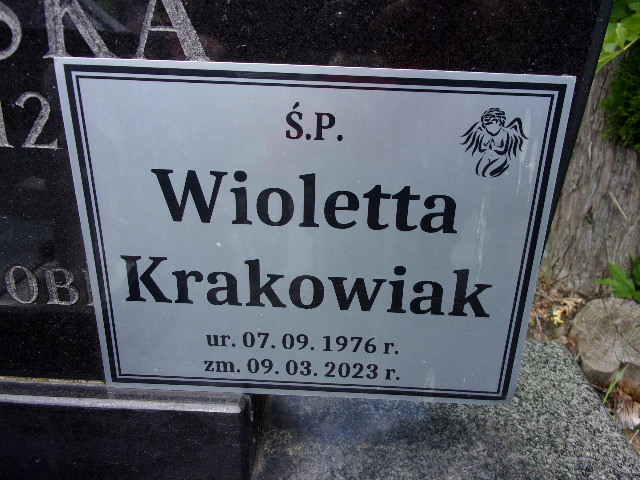 Ś.P.
Wioletta
Krakowiak
ur. 07. 09. 1976 r.
zm. 09. 03. 2023 r.